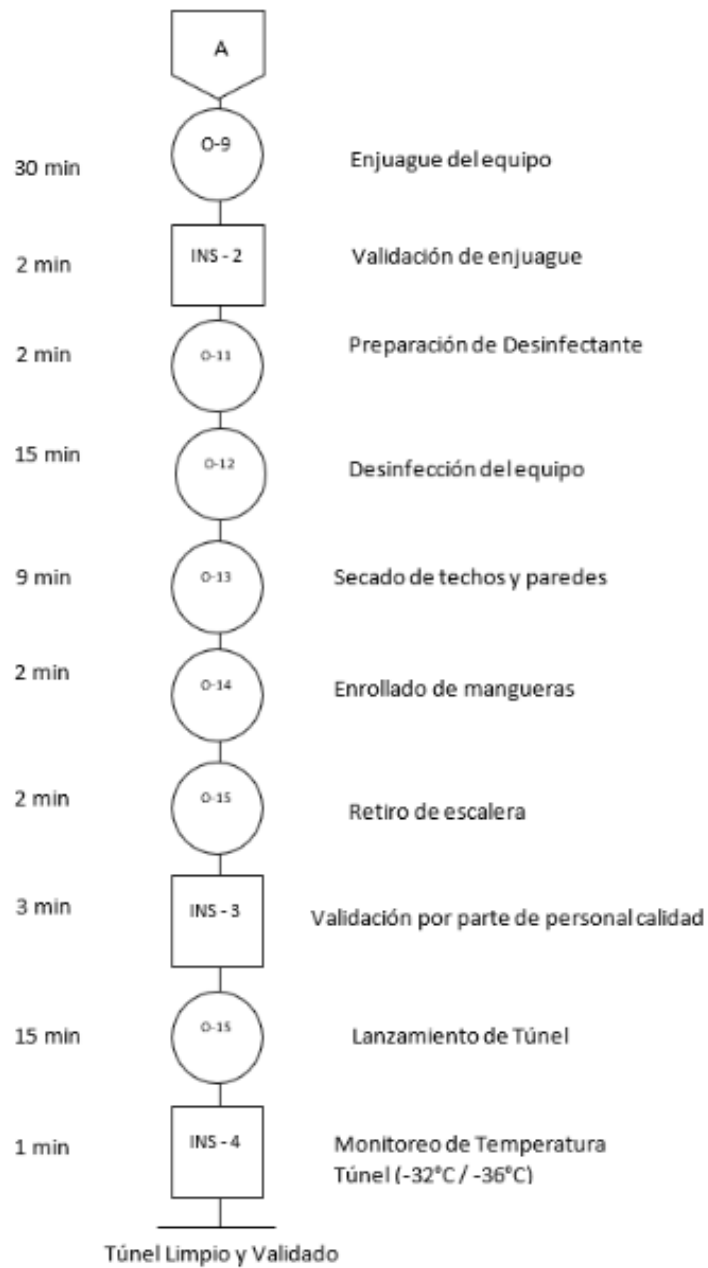 A
30 min
O-9
Enjuague del equipo
2 min
INS - 2
Validación de enjuague
2 min
O-11
Preparación de Desinfectante
15 min
O-12
Desinfección del equipo
9 min
O-13
Secado de techos y paredes
2 min
O-14
Enrollado de mangueras
2 min
O-15
Retiro de escalera
3 min
INS - 3
Validación por parte de personal calidad
15 min
O-15
Lanzamiento de Túnel
1 min
INS - 4
Monitoreo de Temperatura
Túnel (-32°C / -36°C)
Túnel Limpio y Validado